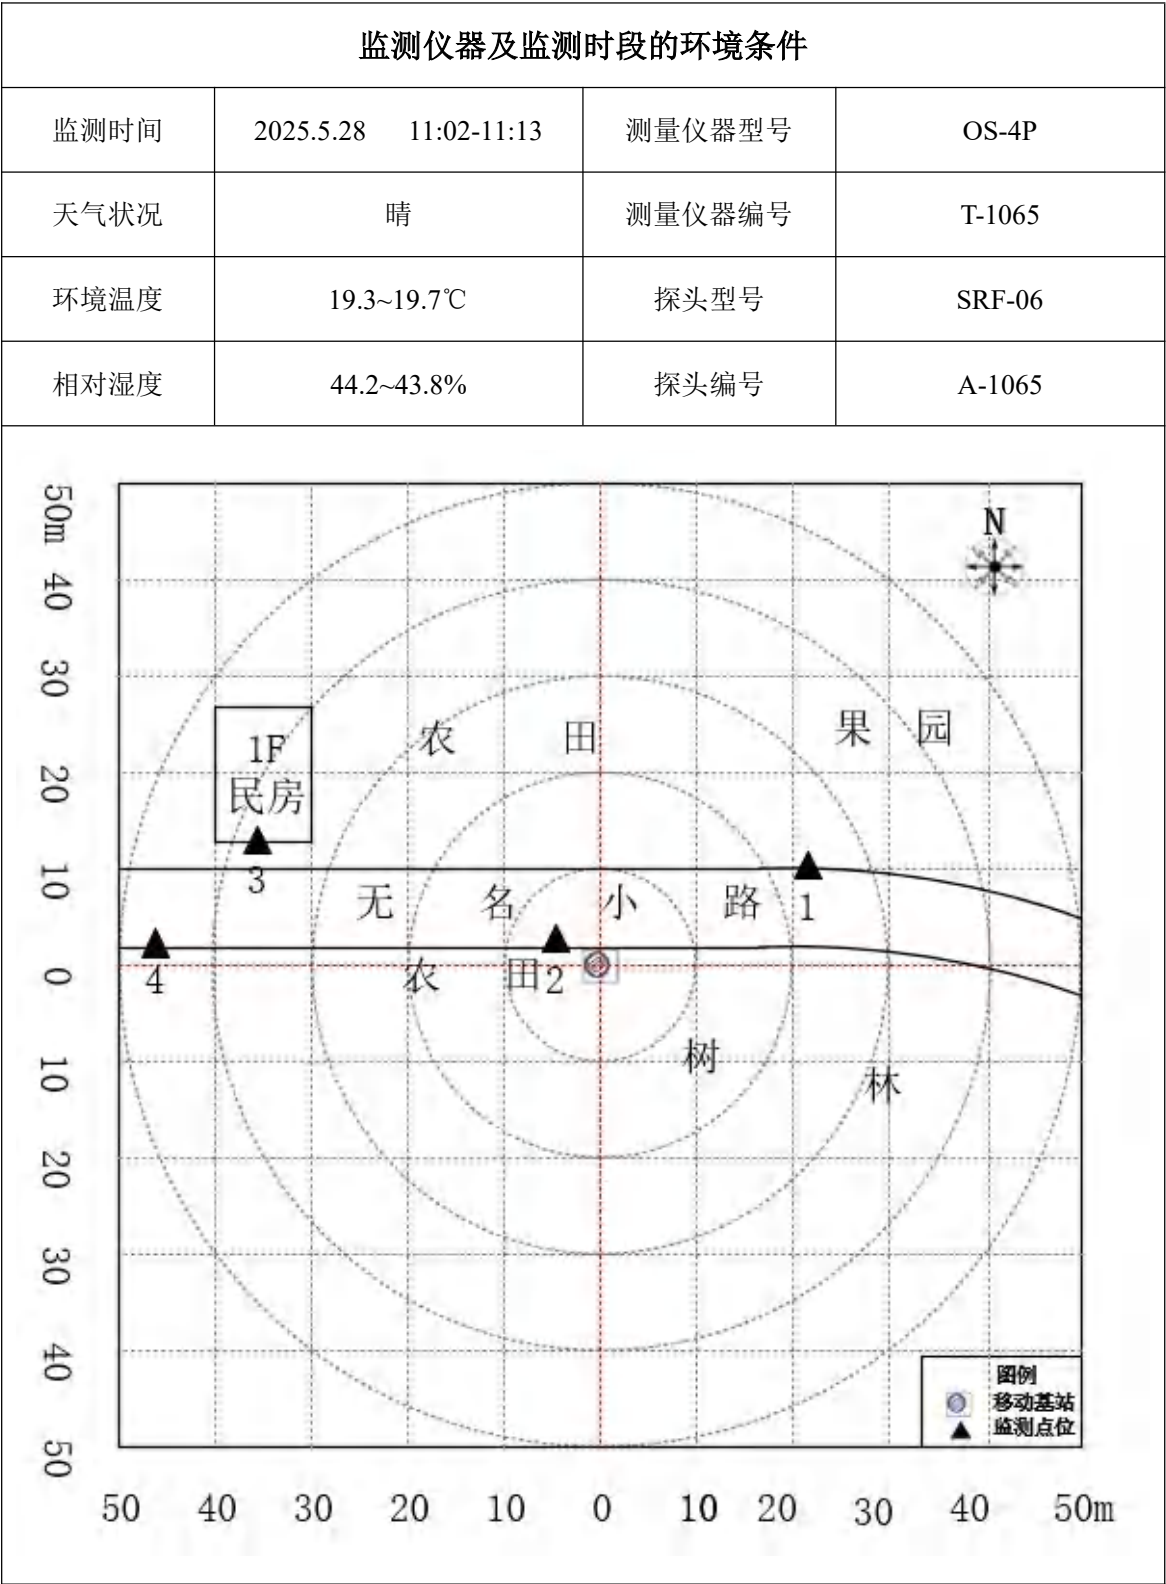 监测仪器及监测时段的环境条件
监测时间 2025.5.28 11:02-11:13 测量仪器型号 OS-4P
天气状况 晴 测量仪器编号 T-1065
环境温度 19.3~19.7℃ 探头型号 SRF-06
相对湿度 44.2~43.8% 探头编号 A-1065
50m
40
30
20
10
0
10
20
30
40
50
N
农 田 果 园
1F
民房
3
无 名 小 路 1
4
农 田 2
树 林
图例
移动基站
监测点位
50 40 30 20 10 0 10 20 30 40 50m